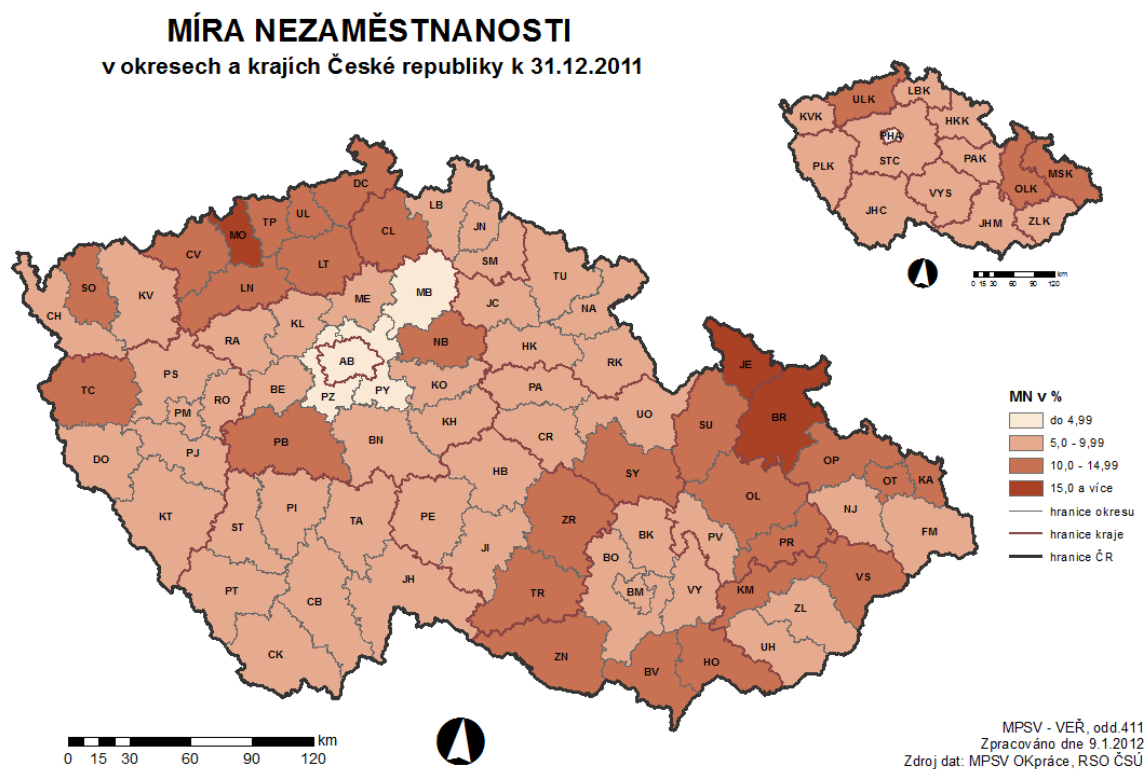 MÍRA NEZAMĚSTNANOSTI
v okresech a krajích České republiky k 31.12.2011
ULK
LBK
KVK
HKK
PHA
STC
PAK
PLK
MSK
OLK
VYS
JHC
JHM
ZLK
km
0 15 30 60 90 120
DC
LB
UL
TP
MO
JN
CL
CV
LT
SM
TU
SO
LN
KV
MB
ME
JC
NA
CH
KL
RA
NB
HK
RK
AB
JE
TC
PS
BE
PZ
PY
KO
PA
RO
PM
KH
UO
SU
BR
PB
BN
CR
DO
PJ
OP
HB
SY
OT
KA
OL
KT
ST
PI
TA
PE
ZR
NJ
FM
JI
BK
PV
PR
BO
VS
PT
CB
JH
TR
BM
VY
KM
ZL
CK
ZN
BV
HO
UH
MN v %
do 4,99
5,0 - 9,99
10,0 - 14,99
15,0 a více
hranice okresu
hranice kraje
hranice ČR
km
0 15 30 60 90 120
MPSV - VEŘ, odd.411
Zpracováno dne 9.1.2012
Zdroj dat: MPSV OKpráce, RSO ČSÚ